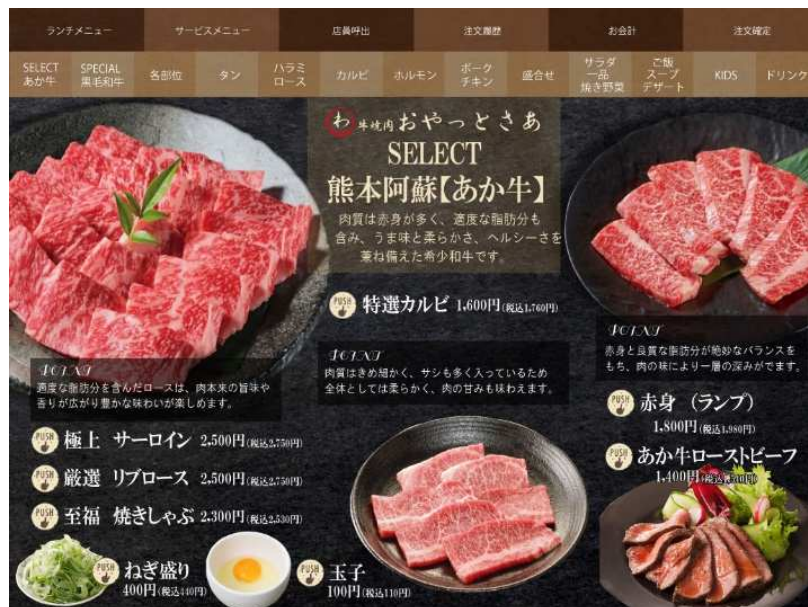 ランチメニュー
サービスメニュー
店員呼出
注文履歴
お会計
注文確定
SELECT
あか牛
SPECIAL
黒毛和牛
各部位
タン
ハラミ
ロース
カルビ
ホルモン
ポーク
チキン
盛合せ
サラダ
一品
焼き野菜
ご飯
スープ
デザート
KIDS
ドリンク
わ 牛焼肉おやっとさあ
SELECT
熊本阿蘇【あか牛】
肉質は赤身が多く、適度な脂肪分も
含み、うま味と柔らかさ、ヘルシーさを
兼ね備えた希少和牛です。
PUSH 特選カルビ 1,600円(税込1,760円)
POINT
肉質はきめ細かく、サシも多く入っているため
全体としては柔らかく、肉の甘みも味わえます。
POINT
適度な脂肪分を含んだロースは、肉本来の旨味や
香りが広がり豊かな味わいが楽しめます。
PUSH 極上 サーロイン 2,500円(税込2,750円)
PUSH 厳選 リブロース 2,500円(税込2,750円)
PUSH 至福 焼きしゃぶ 2,300円(税込2,530円)
PUSH ねぎ盛り
400円(税込440円)
PUSH 玉子
100円(税込110円)
POINT
赤身と良質な脂肪分が絶妙なバランスを
もち、肉の味により一層の深みがでます。
PUSH 赤身 （ランプ）
1,800円(税込1,980円)
PUSH あか牛ローストビーフ
1,400円